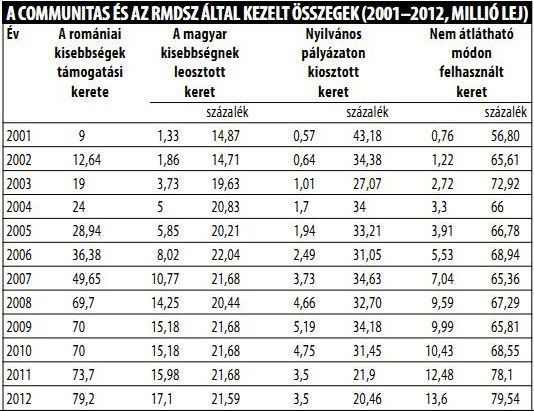 A COMMUNITAS ÉS AZ RMDSZ ÁLTAL KEZELT ÖSSZEGEK (2001–2012, MILLIÓ LEJ)
Év A romániai A magyar Nyilvános Nem átlátható
kisebbségek kisebbségnek pályázaton módon
támogatási leosztott kiosztott felhasznált
kerete keret keret keret
százalék százalék százalék
2001 9 1,33 14,87 0,57 43,18 0,76 56,80
2002 12,64 1,86 14,71 0,64 34,38 1,22 65,61
2003 19 3,73 19,63 1,01 27,07 2,72 72,92
2004 24 5 20,83 1,7 34 3,3 66
2005 28,94 5,85 20,21 1,94 33,21 3,91 66,78
2006 36,38 8,02 22,04 2,49 31,05 5,53 68,94
2007 49,65 10,77 21,68 3,73 34,63 7,04 65,36
2008 69,7 14,25 20,44 4,66 32,70 9,59 67,29
2009 70 15,18 21,68 5,19 34,18 9,99 65,81
2010 70 15,18 21,68 4,75 31,45 10,43 68,55
2011 73,7 15,98 21,68 3,5 21,9 12,48 78,1
2012 79,2 17,1 21,59 3,5 20,46 13,6 79,54